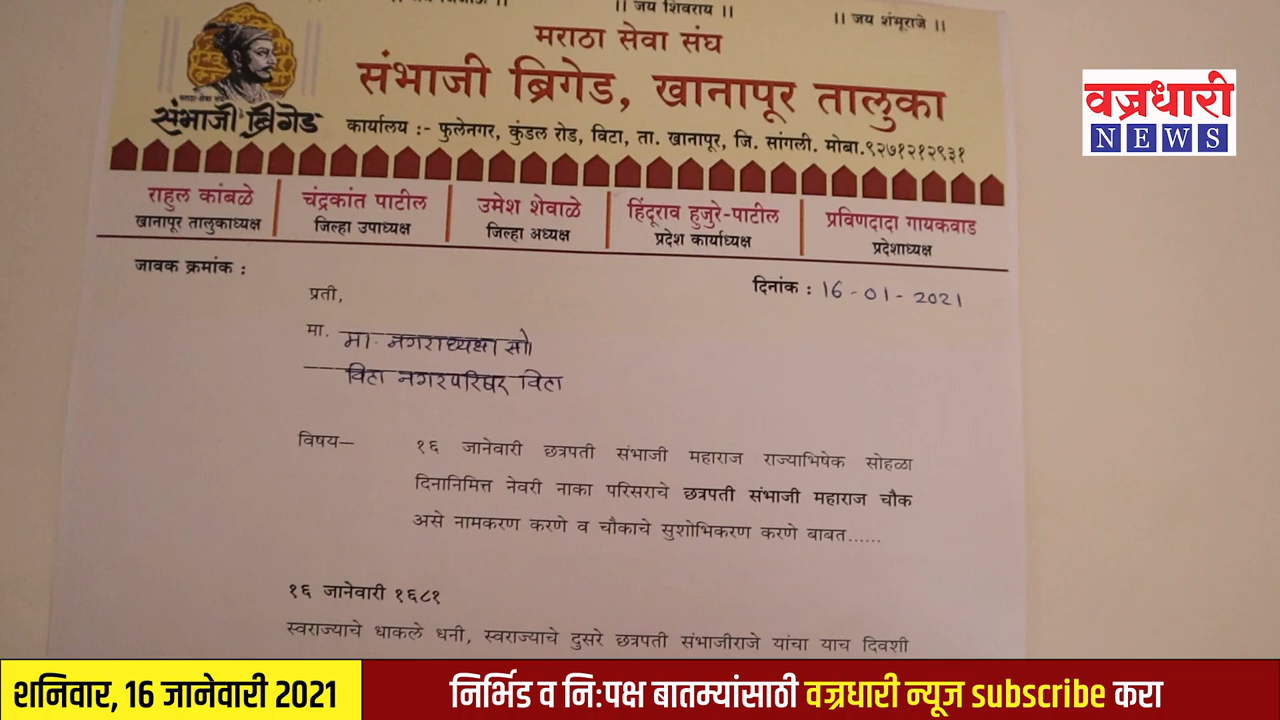 || जय शिवराय ||
|| जय शंभूराजे ||
मराठा सेवा संघ
संभाजी ब्रिगेड, खानापूर तालुका
मराठा सेवा संघ
संभाजी ब्रिगेड
कार्यालय :- फुलेनगर, कुंडल रोड, विटा, ता. खानापूर, जि. सांगली. मोबा.९२७१२१२९३१
राहुल कांबळे
खानापूर तालुकाध्यक्ष
चंद्रकांत पाटील
जिल्हा उपाध्यक्ष
उमेश शेवाळे
जिल्हा अध्यक्ष
हिंदूराव हुजुरे-पाटील
प्रदेश कार्याध्यक्ष
प्रविणदादा गायकवाड
प्रदेशाध्यक्ष
जावक क्रमांक :
दिनांक : 16-01-2021
प्रती,
मा. मा. नगराध्यक्षा सो॥
विटा नगरपरिषद विटा
विषय– १६ जानेवारी छत्रपती संभाजी महाराज राज्याभिषेक सोहळा
दिनानिमित्त नेवरी नाका परिसराचे छत्रपती संभाजी महाराज चौक
असे नामकरण करणे व चौकाचे सुशोभिकरण करणे बाबत......
१६ जानेवारी १६८१
स्वराज्याचे धाकले धनी, स्वराज्याचे दुसरे छत्रपती संभाजीराजे यांचा याच दिवशी
वज्रधारी
NEWS
शनिवार, 16 जानेवारी 2021
निर्भिड व नि:पक्ष बातम्यांसाठी वज्रधारी न्यूज subscribe करा